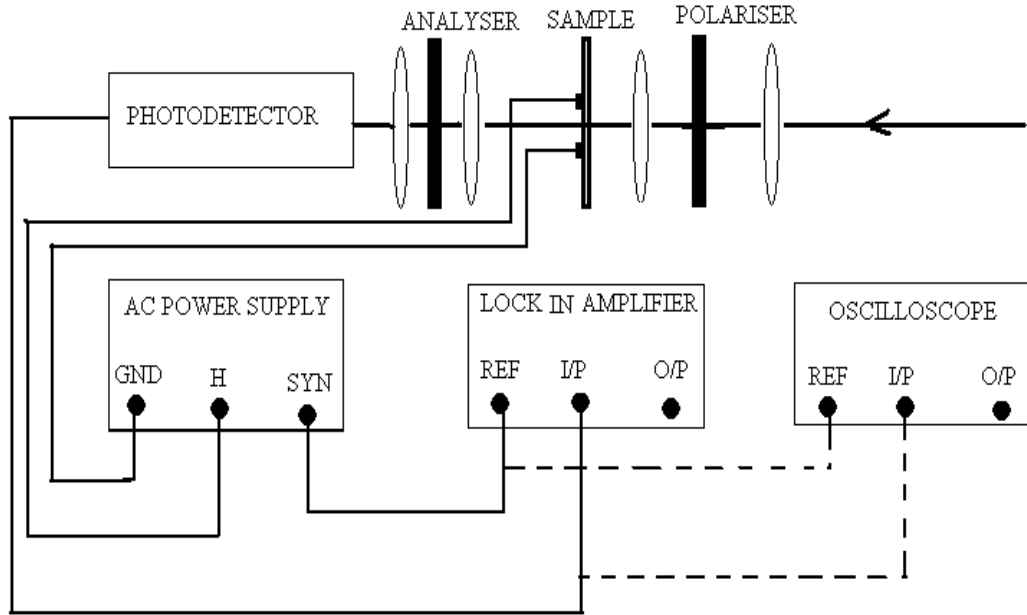 ANALYSER SAMPLE POLARISER
PHOTODETECTOR
AC POWER SUPPLY
GND H SYN
LOCK IN AMPLIFIER
REF I/P O/P
OSCILLOSCOPE
REF I/P O/P